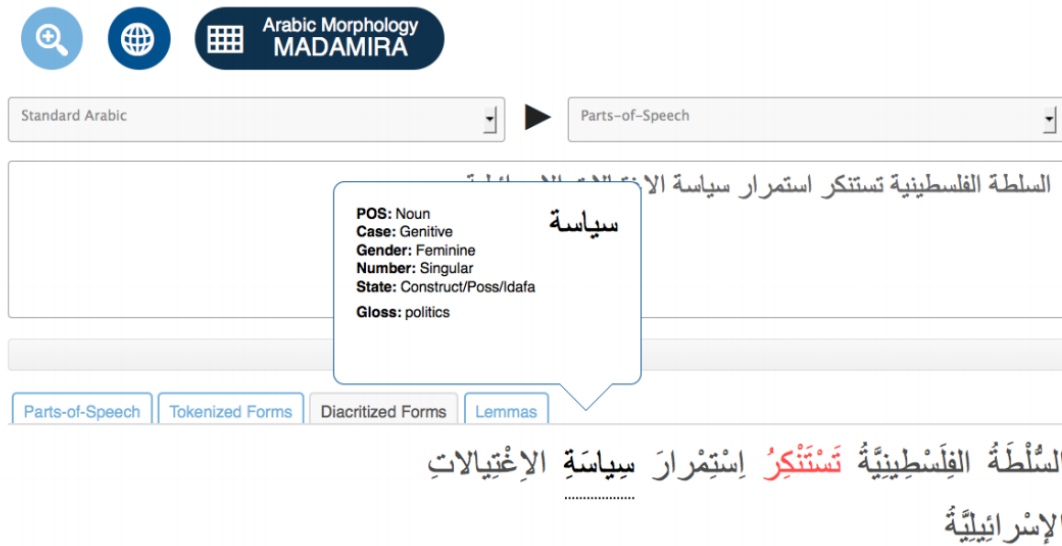 Arabic Morphology
MADAMIRA
Standard Arabic
Parts-of-Speech
السلطة الفلسطينية تستنكر استمرار سياسة
سياسة
POS: Noun
Case: Genitive
Gender: Feminine
Number: Singular
State: Construct/Poss/Idafa
Gloss: politics
Parts-of-Speech
Tokenized Forms
Diacritized Forms
Lemmas
السُّلْطَةُ الفِلَسْطِينِيَّةُ تَسْتَنْكِرُ اِسْتِمْرارَ سِياسَةِ الاِغْتِيالاتِ
الإِسْرائِيلِيَّةُ